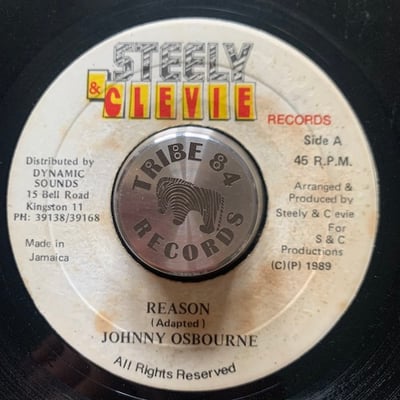 STEELY
& CLEVIE
RECORDS
Side A
45 R.P.M.
Distributed by
DYNAMIC
SOUNDS
15 Bell Road
Kingston 11
PH: 39138/39168
Made in
Jamaica
Arranged &
Produced by
Steely & C evie
For
S & C
Productions
(C)(P) 1989
TRIBE 84
RECORDS
REASON
(Adapted)
JOHNNY OSBOURNE
All Rights Reserved